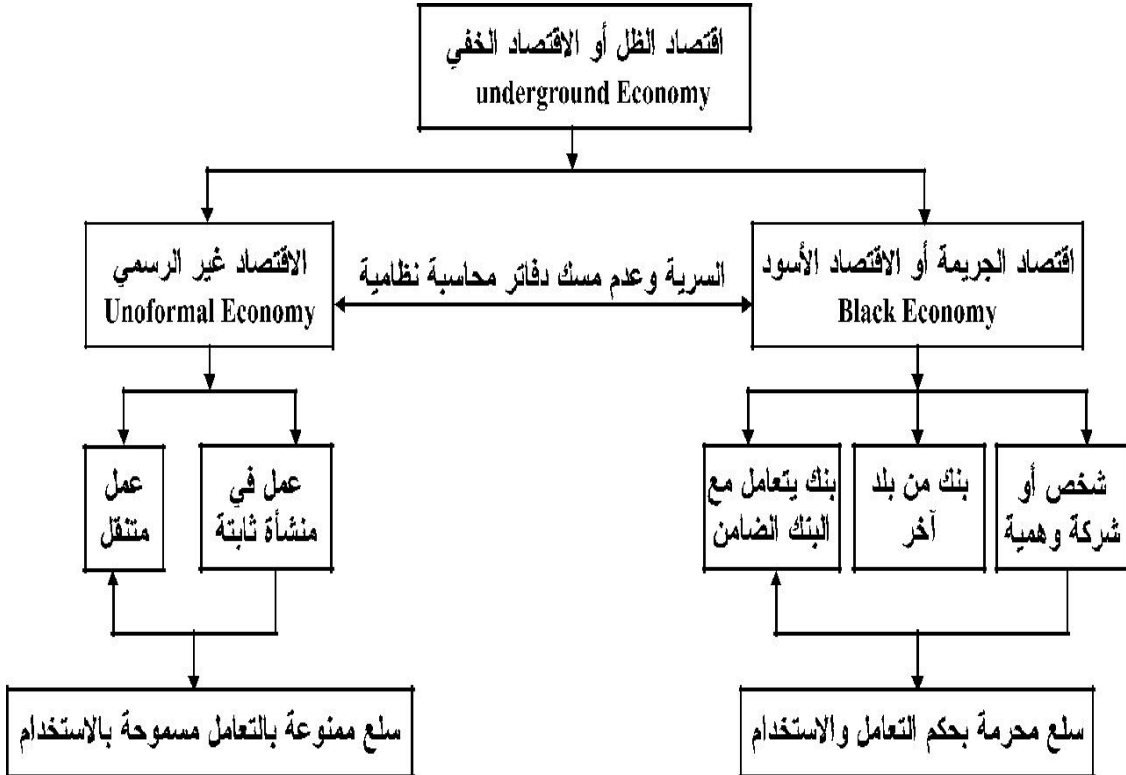 اقتصاد الظل أو الاقتصاد الخفي
underground Economy
اقتصاد الجريمة أو الاقتصاد الأسود
Black Economy
السرية وعدم مسك دفاتر محاسبة نظامية
الاقتصاد غير الرسمي
Unoformal Economy
شخص أو
شركة وهمية
بنك من بلد
آخر
بنك يتعامل مع
البنك الضامن
عمل في
منشأة ثابتة
عمل
متنقل
سلع محرمة بحكم التعامل والاستخدام
سلع ممنوعة بالتعامل مسموحة بالاستخدام